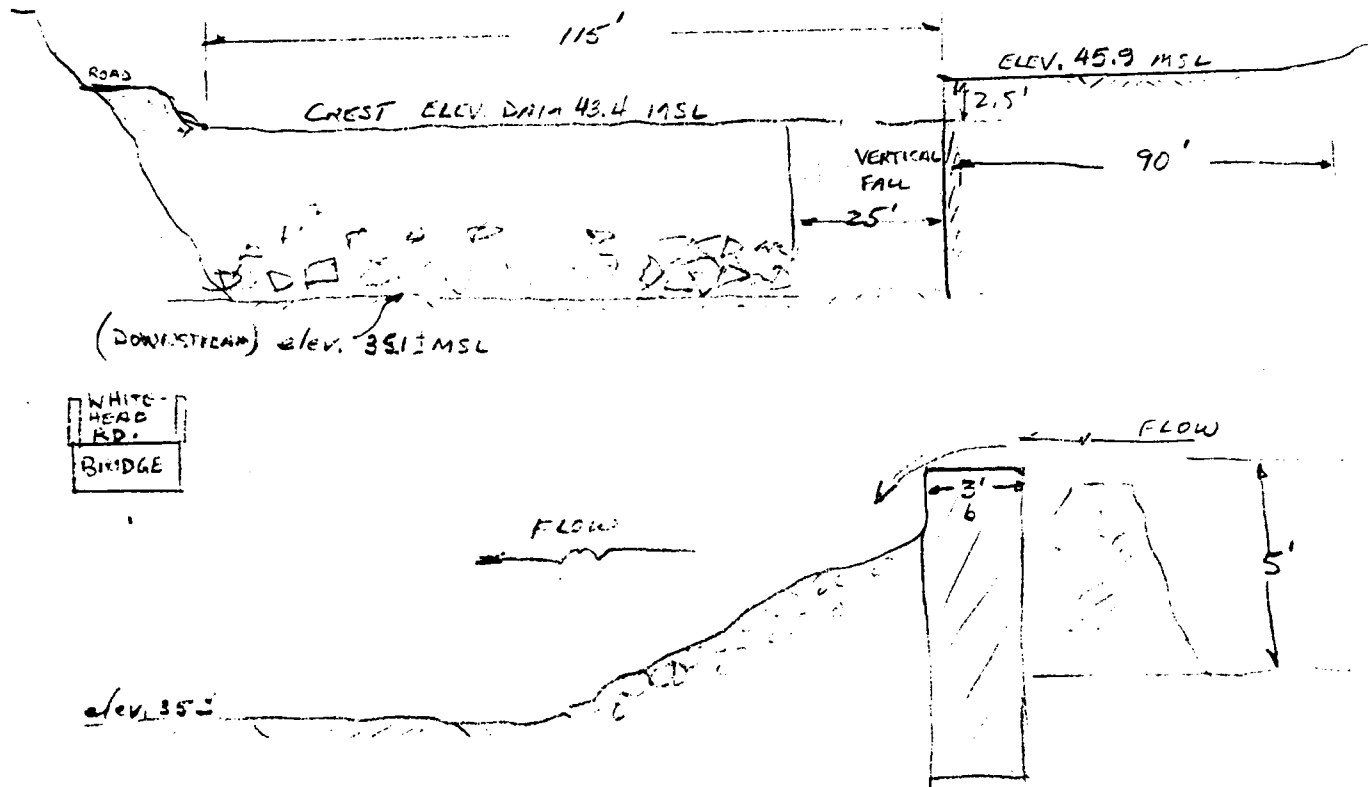 115'
ROAD
ELEV. 45.9 MSL
2.5'
CREST ELEV. DAM 43.4 MSL
VERTICAL
FALL
25'
90'
(DOWNSTREAM) elev. 35.1± MSL
WHITE-
HEAD
RD.
BRIDGE
FLOW
3'
6
FLOW
5'
elev. 35±